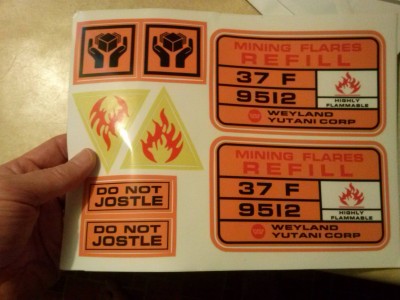 MINING FLARES
REFILL
37 F
9512
HIGHLY
FLAMMABLE
WEYLAND
YUTANI CORP
MINING FLARES
REFILL
37 F
9512
HIGHLY
FLAMMABLE
WEYLAND
YUTANI CORP
DO NOT
JOSTLE
DO NOT
JOSTLE